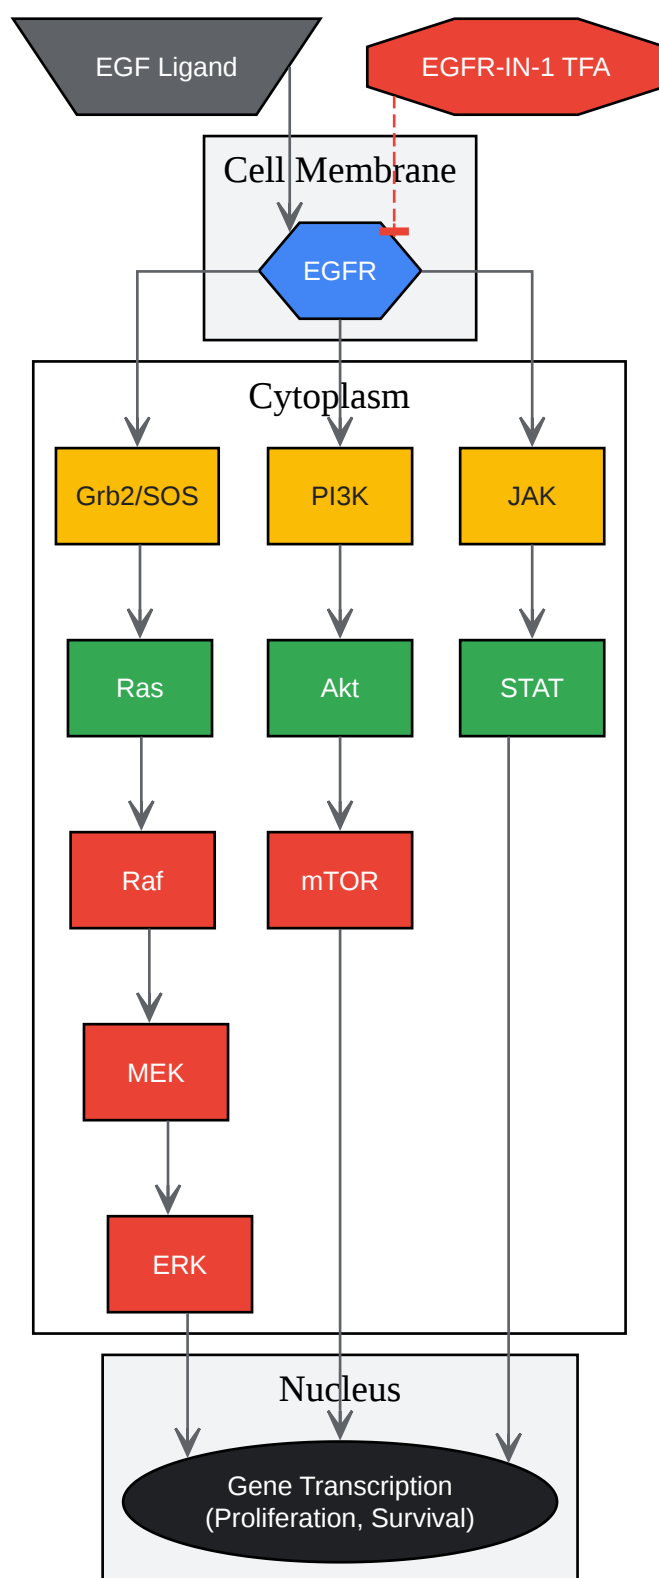 EGF Ligand
EGFR-IN-1 TFA
Cell Membrane
EGFR
Cytoplasm
Grb2/SOS
PI3K
JAK
Ras
Akt
STAT
Raf
mTOR
MEK
ERK
Nucleus
Gene Transcription
(Proliferation, Survival)